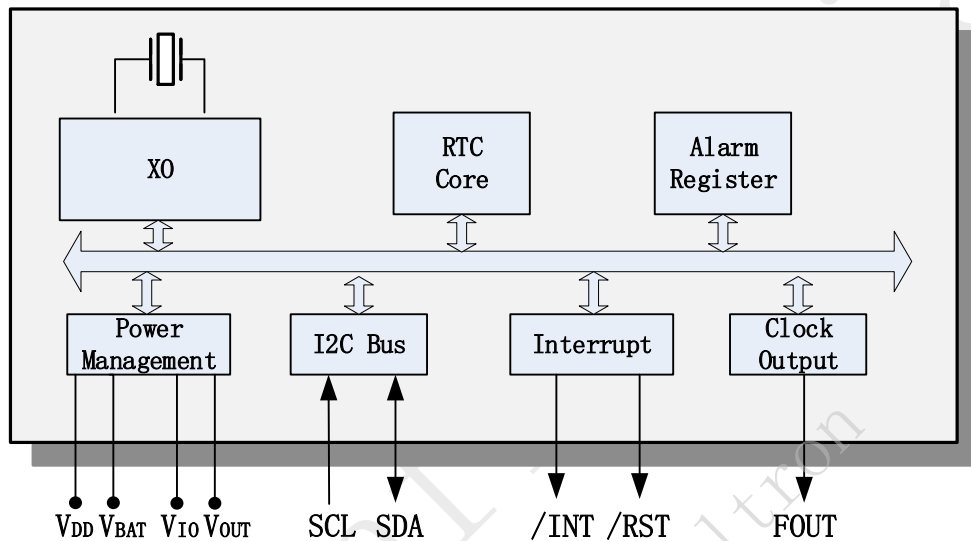 XO
RTC
Core
Alarm
Register
Power
Management
I2C Bus
Interrupt
Clock
Output
VDD VBAT VIO VOUT SCL SDA /INT /RST FOUT